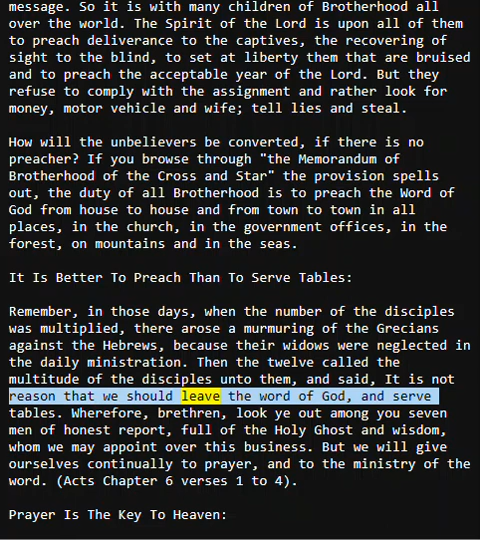 message. So it is with many children of Brotherhood all
over the world. The Spirit of the Lord is upon all of them
to preach deliverance to the captives, the recovering of
sight to the blind, to set at liberty them that are bruised
and to preach the acceptable year of the Lord. But they
refuse to comply with the assignment and rather look for
money, motor vehicle and wife; tell lies and steal.
How will the unbelievers be converted, if there is no
preacher? If you browse through "the Memorandum of
Brotherhood of the Cross and Star" the provision spells
out, the duty of all Brotherhood is to preach the Word of
God from house to house and from town to town in all
places, in the church, in the government offices, in the
forest, on mountains and in the seas.
It Is Better To Preach Than To Serve Tables:
Remember, in those days, when the number of the disciples
was multiplied, there arose a murmuring of the Grecians
against the Hebrews, because their widows were neglected in
the daily ministration. Then the twelve called the
multitude of the disciples unto them, and said, It is not
reason that we should leave the word of God, and serve
tables. Wherefore, brethren, look ye out among you seven
men of honest report, full of the Holy Ghost and wisdom,
whom we may appoint over this business. But we will give
ourselves continually to prayer, and to the ministry of the
word. (Acts Chapter 6 verses 1 to 4).
Prayer Is The Key To Heaven: